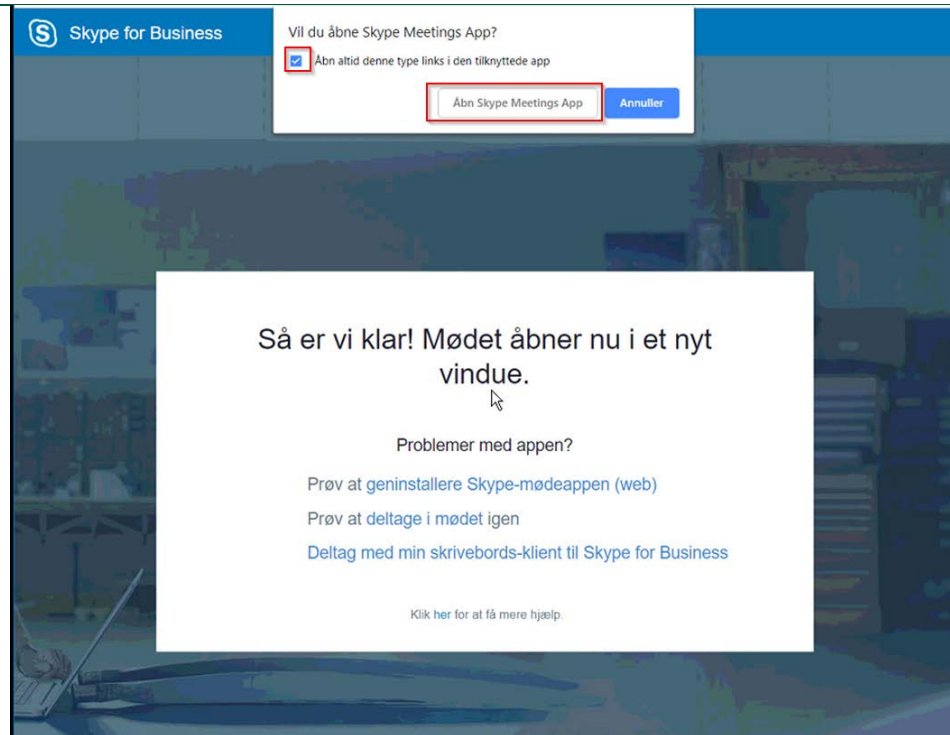 Skype for Business
Vil du åbne Skype Meetings App?
Åbn altid denne type links i den tilknyttede app
Åbn Skype Meetings App
Annuller
Så er vi klar! Mødet åbner nu i et nyt
vindue.
Problemer med appen?
Prøv at geninstallere Skype-mødeappen (web)
Prøv at deltage i mødet igen
Deltag med min skrivebords-klient til Skype for Business
Klik her for at få mere hjælp.